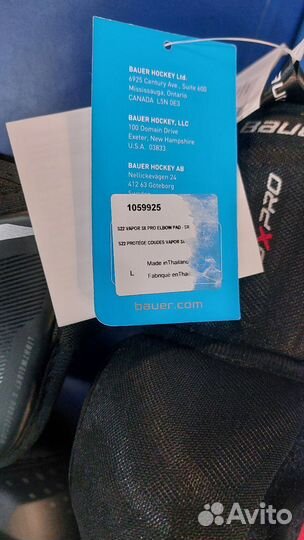 BAUER HOCKEY Ltd.
6925 Century Ave., Suite 600
Mississauga, Ontario
CANADA L5N 0E3
BAUER HOCKEY, LLC
100 Domain Drive
Exeter, New Hampshire
U.S.A. 03833
BAUER HOCKEY AB
Nellickevägen 24
412 63 Göteborg
1059925
S22 VAPOR 3X PRO ELBOW PAD - SR
S22 PROTÈGE COUDES VAPOR 3X
Made in Thailand
L
Fabriqué en Thaï
bauer.com
BAUER
XPRO
Avito